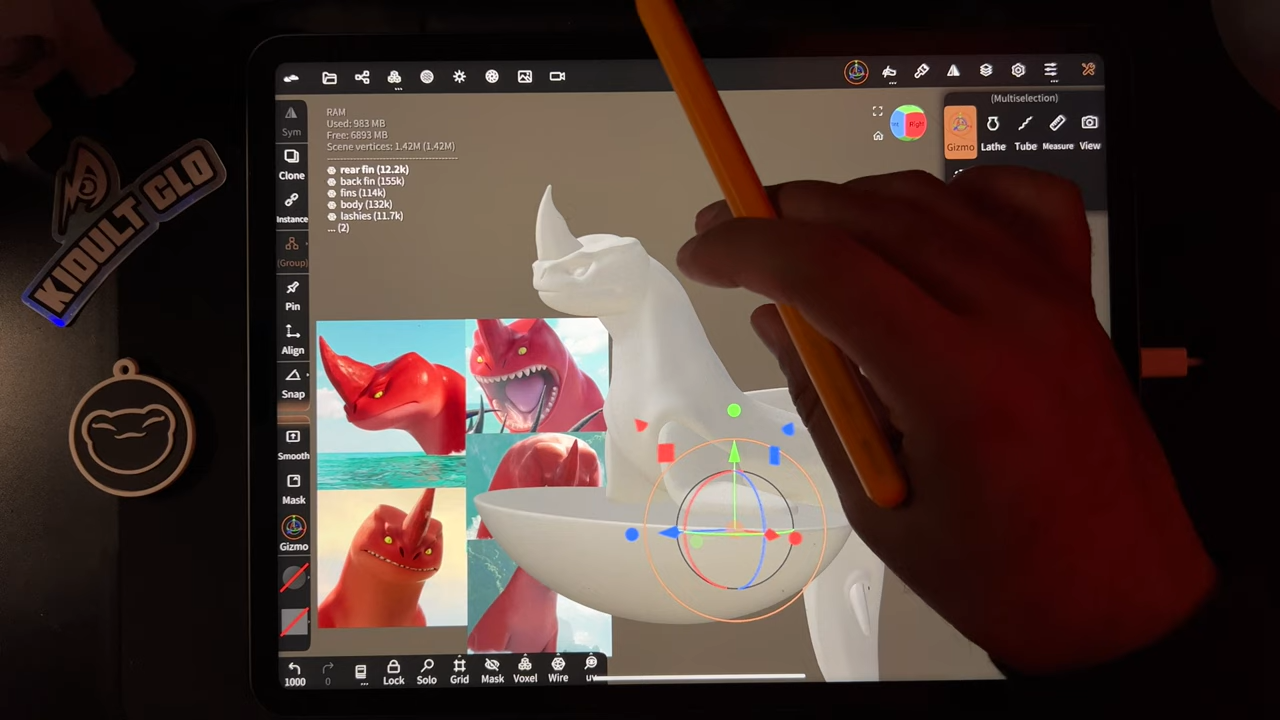 KIDULT CLO
RAM
Used: 983 MB
Free: 6893 MB
Scene vertices: 1.42M (1.42M)
rear fin (12.2k)
back fin (155k)
fins (114k)
body (132k)
lashies (11.7k)
... (2)
Sym
Clone
Instance
(Group)
Pin
Align
Snap
Smooth
Mask
Gizmo
(Multiselection)
Gizmo
Lathe
Tube
Measure
View
Right
1000
0
Lock
Solo
Grid
Mask
Voxel
Wire